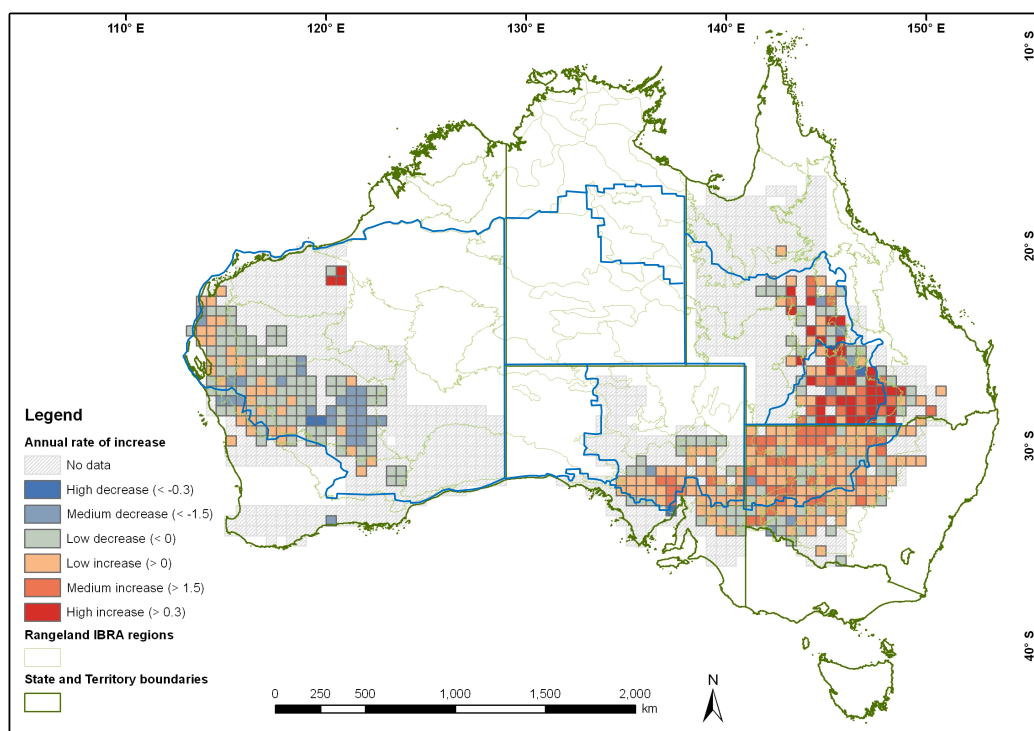 110° E
120° E
130° E
140° E
150° E
10° S
20° S
30° S
40° S
Legend
Annual rate of increase
No data
High decrease (< -0.3)
Medium decrease (< -1.5)
Low decrease (< 0)
Low increase (> 0)
Medium increase (> 1.5)
High increase (> 0.3)
Rangeland IBRA regions
State and Territory boundaries
0 250 500 1,000 1,500 2,000
km
N